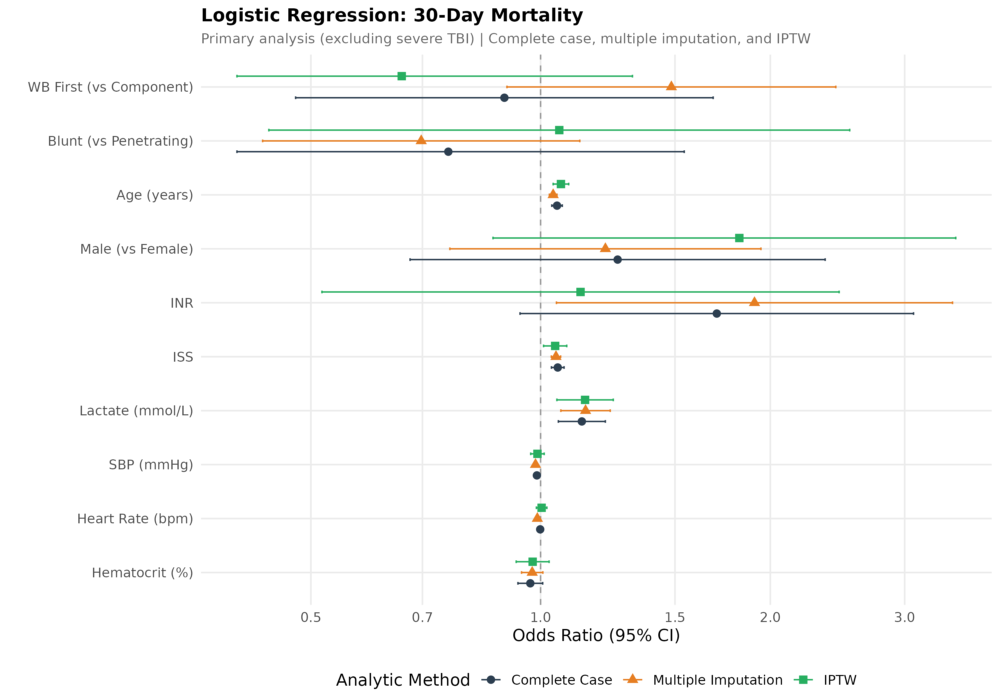 Logistic Regression: 30-Day Mortality
Primary analysis (excluding severe TBI) | Complete case, multiple imputation, and IPTW
WB First (vs Component)
Blunt (vs Penetrating)
Age (years)
Male (vs Female)
INR
ISS
Lactate (mmol/L)
SBP (mmHg)
Heart Rate (bpm)
Hematocrit (%)
0.5 0.7 1.0 1.5 2.0 3.0
Odds Ratio (95% CI)
Analytic Method Complete Case Multiple Imputation IPTW